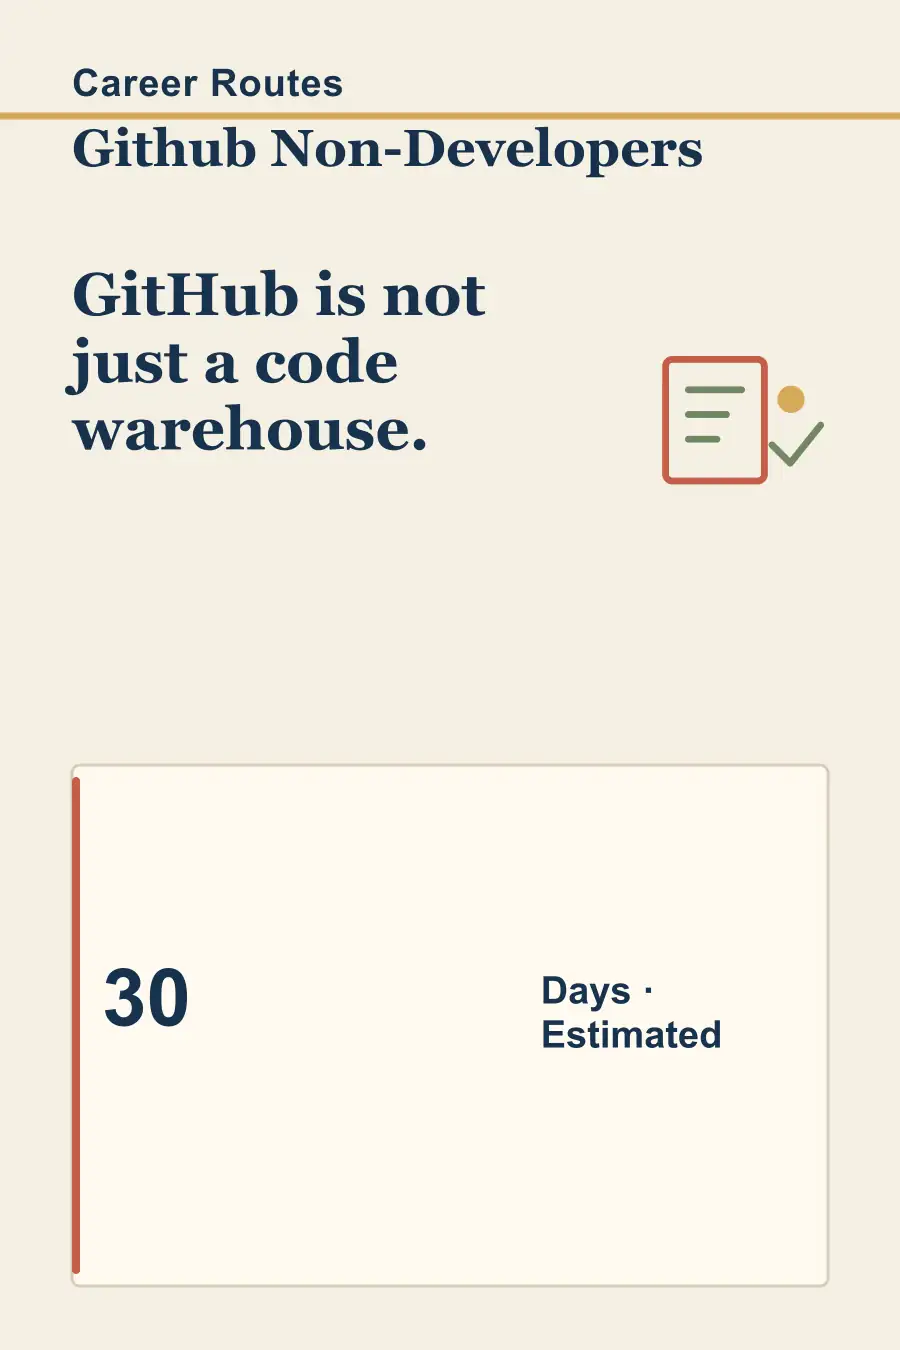 Career Routes
Github Non-Developers
GitHub is not
just a code
warehouse.
30
Days ·
Estimated